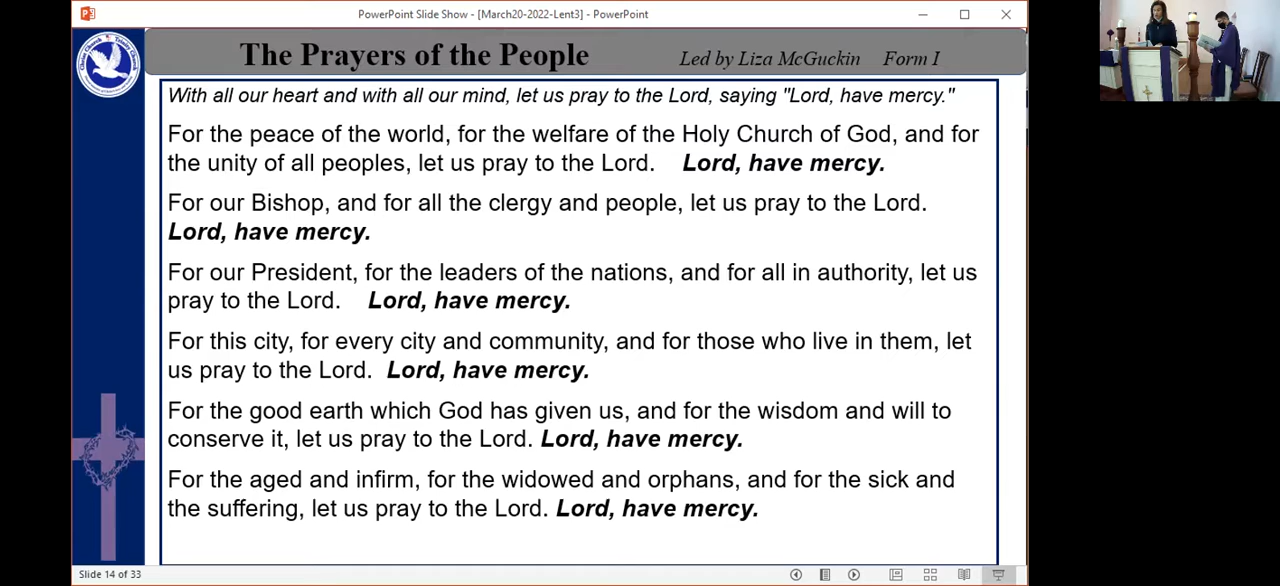 PowerPoint Slide Show - [March20-2022-Lent3] - PowerPoint
Christ Church Trinity Church
The Prayers of the People Led by Liza McGuckin Form I
With all our heart and with all our mind, let us pray to the Lord, saying "Lord, have mercy."
For the peace of the world, for the welfare of the Holy Church of God, and for
the unity of all peoples, let us pray to the Lord. Lord, have mercy.
For our Bishop, and for all the clergy and people, let us pray to the Lord.
Lord, have mercy.
For our President, for the leaders of the nations, and for all in authority, let us
pray to the Lord. Lord, have mercy.
For this city, for every city and community, and for those who live in them, let
us pray to the Lord. Lord, have mercy.
For the good earth which God has given us, and for the wisdom and will to
conserve it, let us pray to the Lord. Lord, have mercy.
For the aged and infirm, for the widowed and orphans, and for the sick and
the suffering, let us pray to the Lord. Lord, have mercy.
Slide 14 of 33